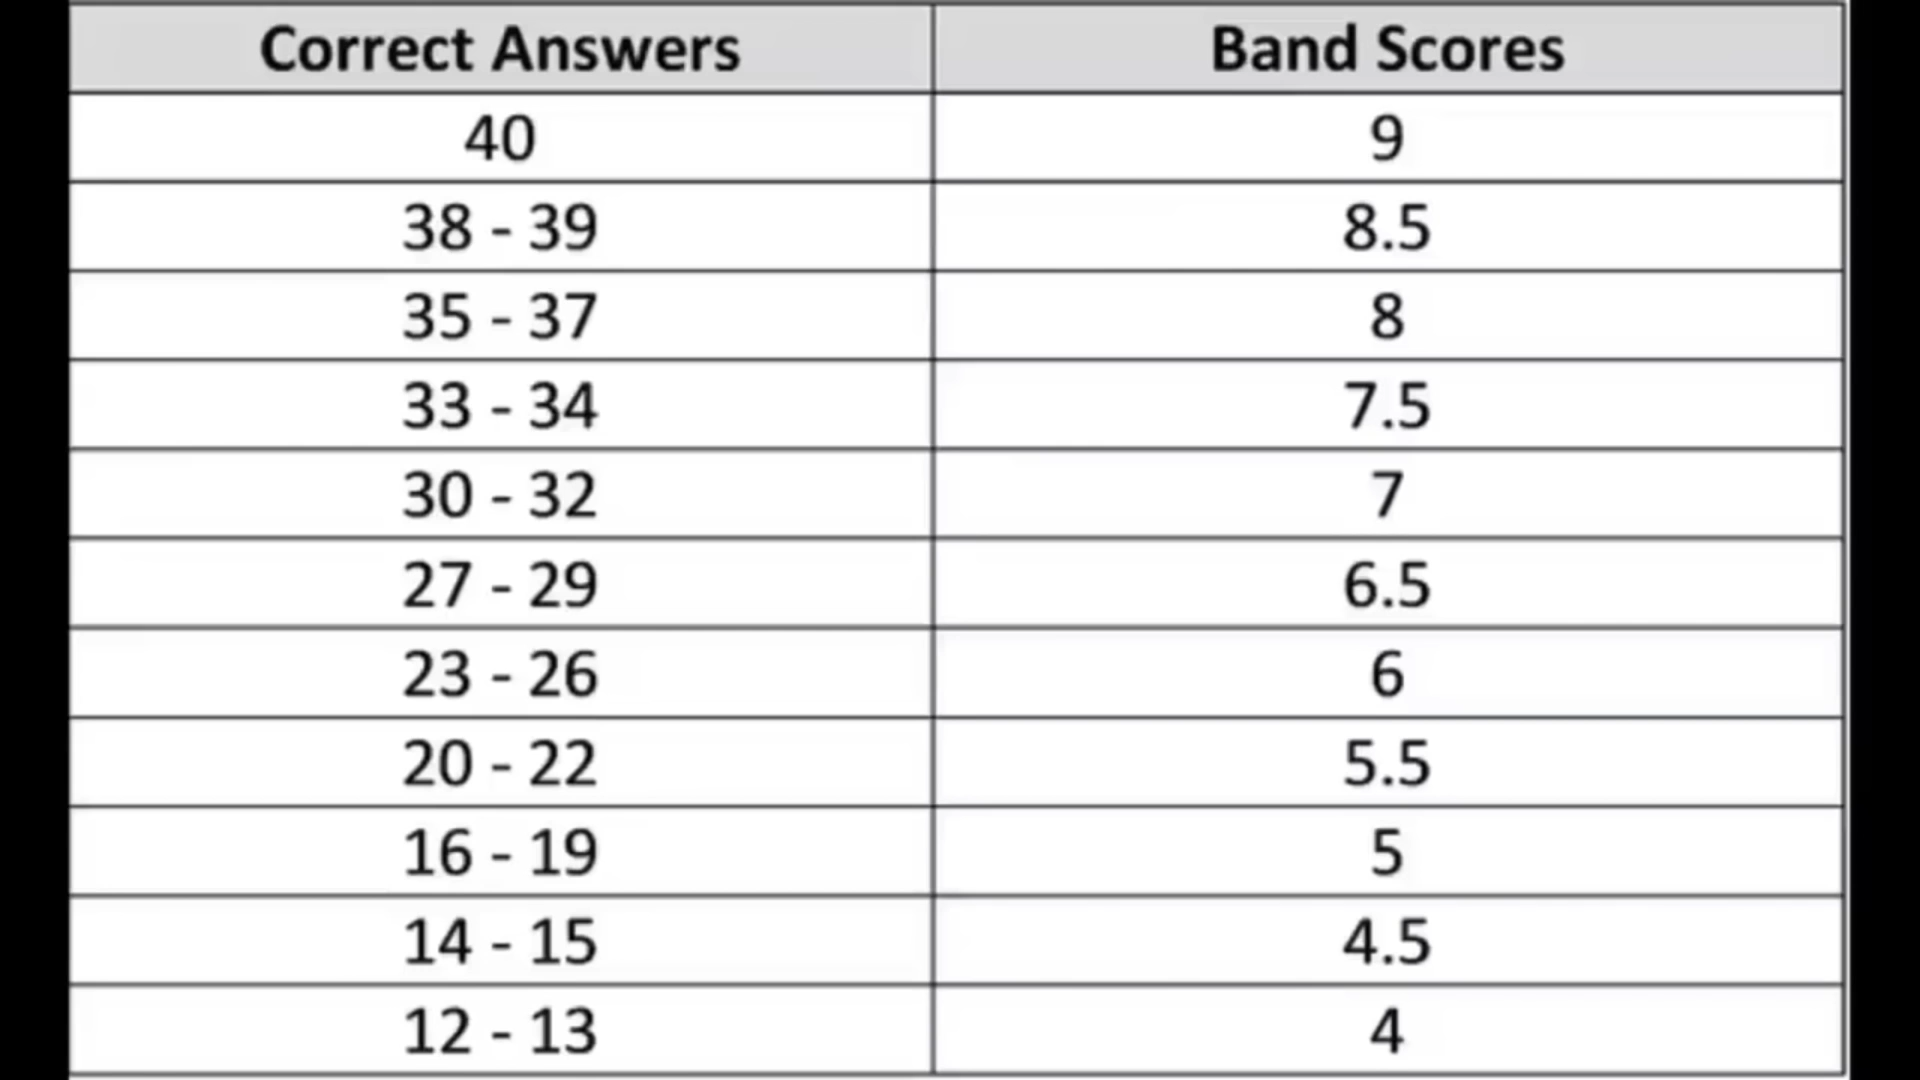 Correct Answers Band Scores
40 9
38 - 39 8.5
35 - 37 8
33 - 34 7.5
30 - 32 7
27 - 29 6.5
23 - 26 6
20 - 22 5.5
16 - 19 5
14 - 15 4.5
12 - 13 4